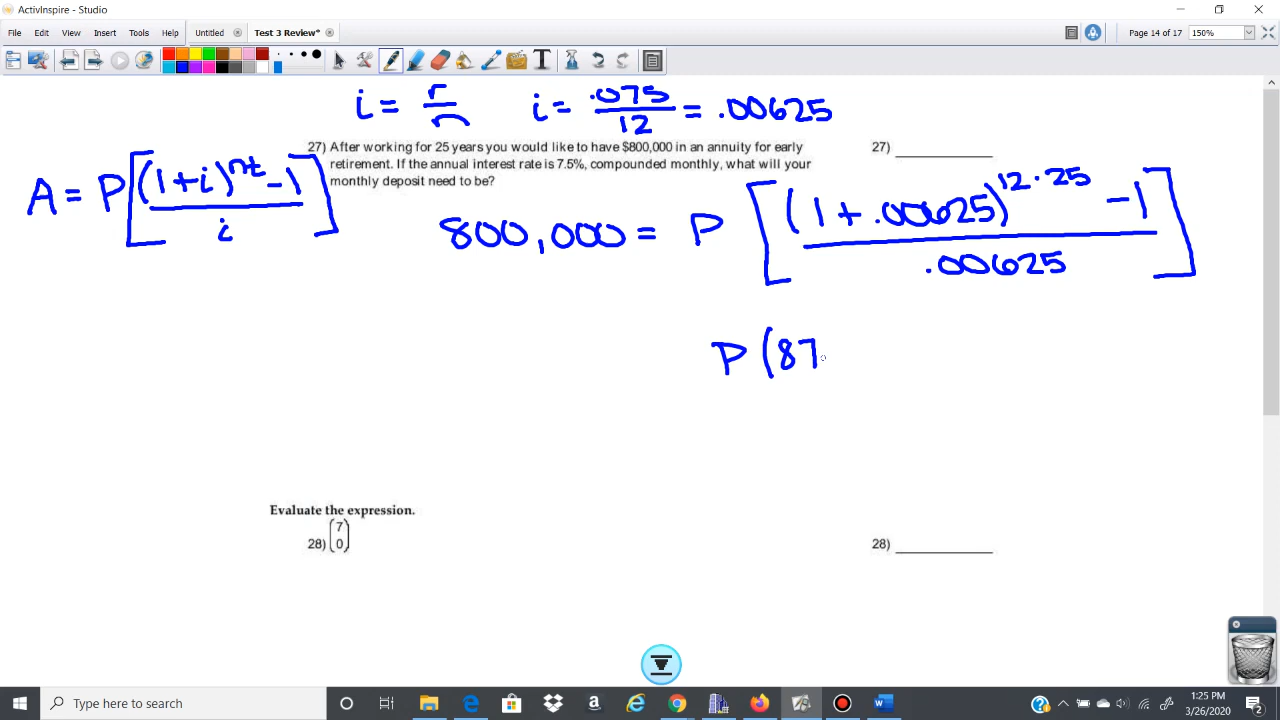 ActivInspire - Studio
File Edit View Insert Tools Help Untitled Test 3 Review* Page 14 of 17 150%
i = r/n i = .075/12 = .00625
27) After working for 25 years you would like to have $800,000 in an annuity for early 27) ________
retirement. If the annual interest rate is 7.5%, compounded monthly, what will your
monthly deposit need to be?
A = P[((1+i)^nt -1)/i]
800,000 = P [((1+.00625)^12·25 -1)/.00625]
P (87
Evaluate the expression.
28) (7 0) 28) ________
Type here to search
1:25 PM
3/26/2020
2